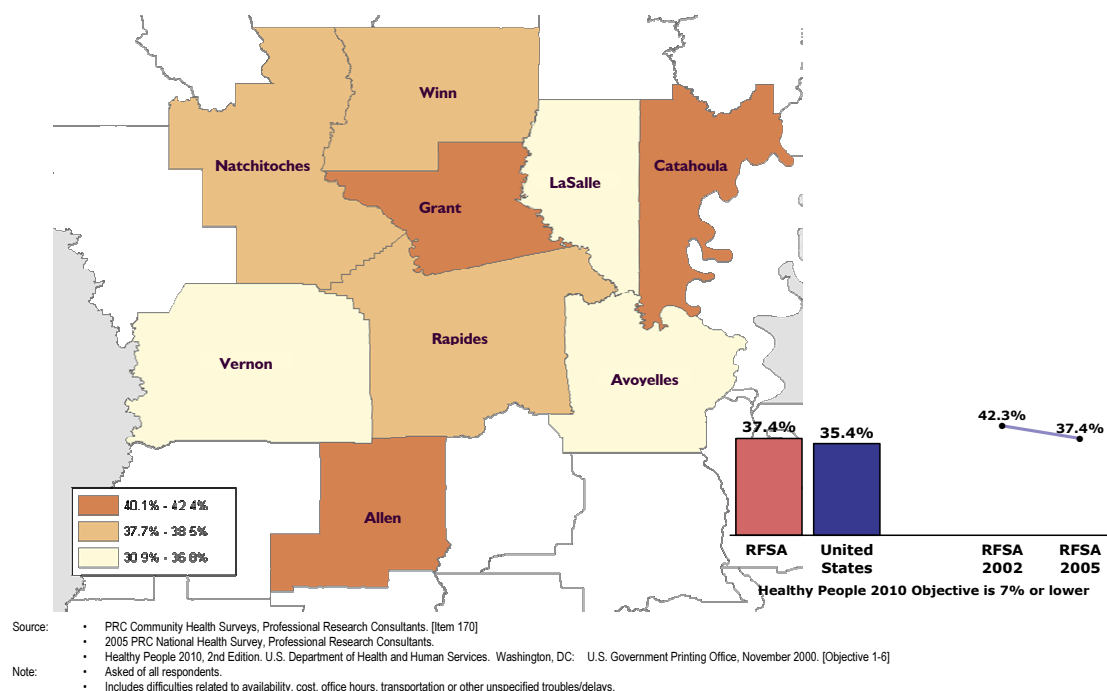 Winn
Natchitoches
Catahoula
LaSalle
Grant
Rapides
Vernon
Avoyelles
Allen
40.1% - 42.4%
37.7% - 38.5%
30.9% - 36.8%
37.4%
35.4%
42.3%
37.4%
RFSA
United States
RFSA 2002
RFSA 2005
Healthy People 2010 Objective is 7% or lower
Source: • PRC Community Health Surveys, Professional Research Consultants. [Item 170]
• 2005 PRC National Health Survey, Professional Research Consultants.
• Healthy People 2010, 2nd Edition. U.S. Department of Health and Human Services. Washington, DC: U.S. Government Printing Office, November 2000. [Objective 1-6]
Note: • Asked of all respondents.
• Includes difficulties related to availability, cost, office hours, transportation or other unspecified troubles/delays.